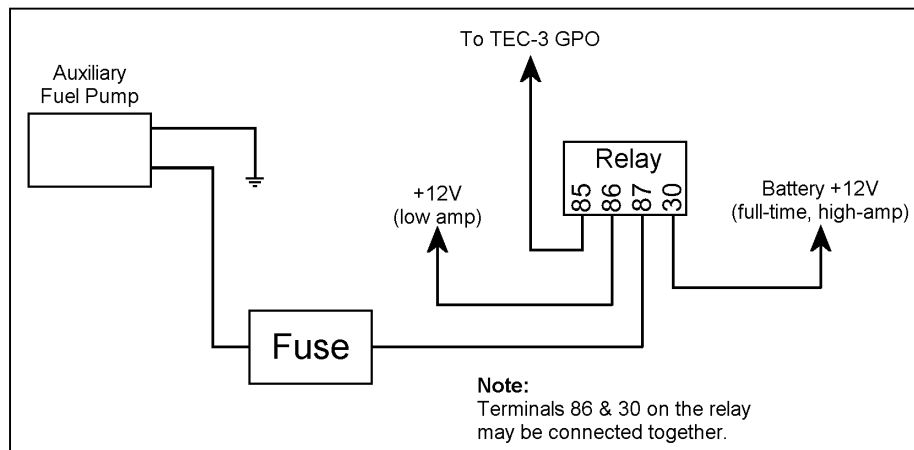 To TEC-3 GPO
Auxiliary
Fuel Pump
Relay
85
86
87
30
+12V
(low amp)
Battery +12V
(full-time, high-amp)
Fuse
Note:
Terminals 86 & 30 on the relay
may be connected together.